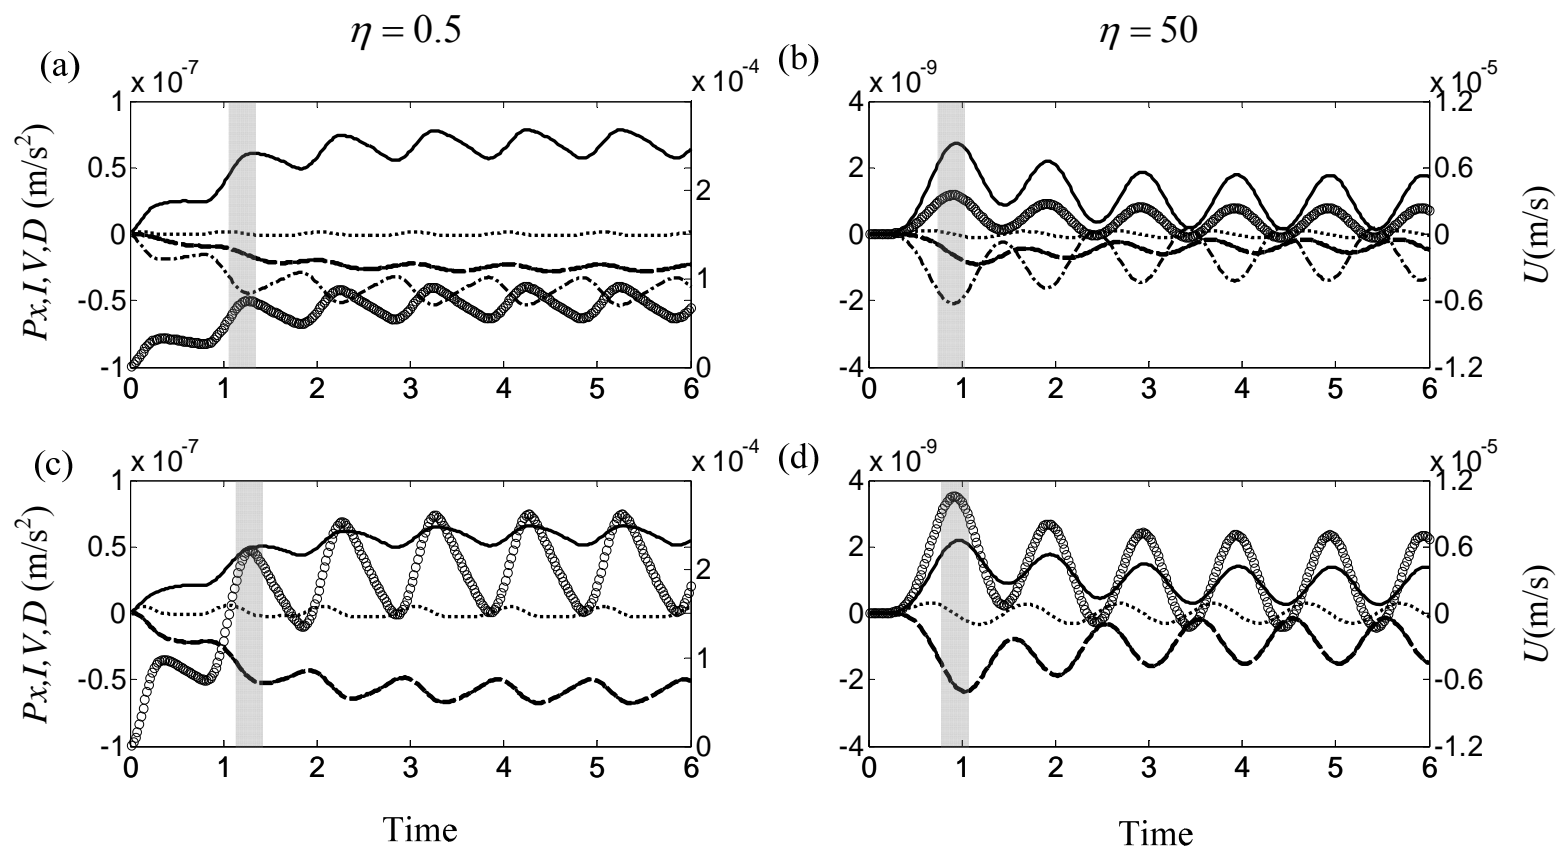 η = 0.5
η = 50
(a)
x 10-7
x 10-4
1
0.5
0
-0.5
-1
2
1
0
0 1 2 3 4 5 6
Px,I,V,D (m/s2)
(b)
x 10-9
x 10-5
4
2
0
-2
-4
1.2
0.6
0
-0.6
-1.2
0 1 2 3 4 5 6
U(m/s)
(c)
x 10-7
x 10-4
1
0.5
0
-0.5
-1
2
1
0
0 1 2 3 4 5 6
Px,I,V,D (m/s2)
Time
(d)
x 10-9
x 10-5
4
2
0
-2
-4
1.2
0.6
0
-0.6
-1.2
0 1 2 3 4 5 6
U(m/s)
Time